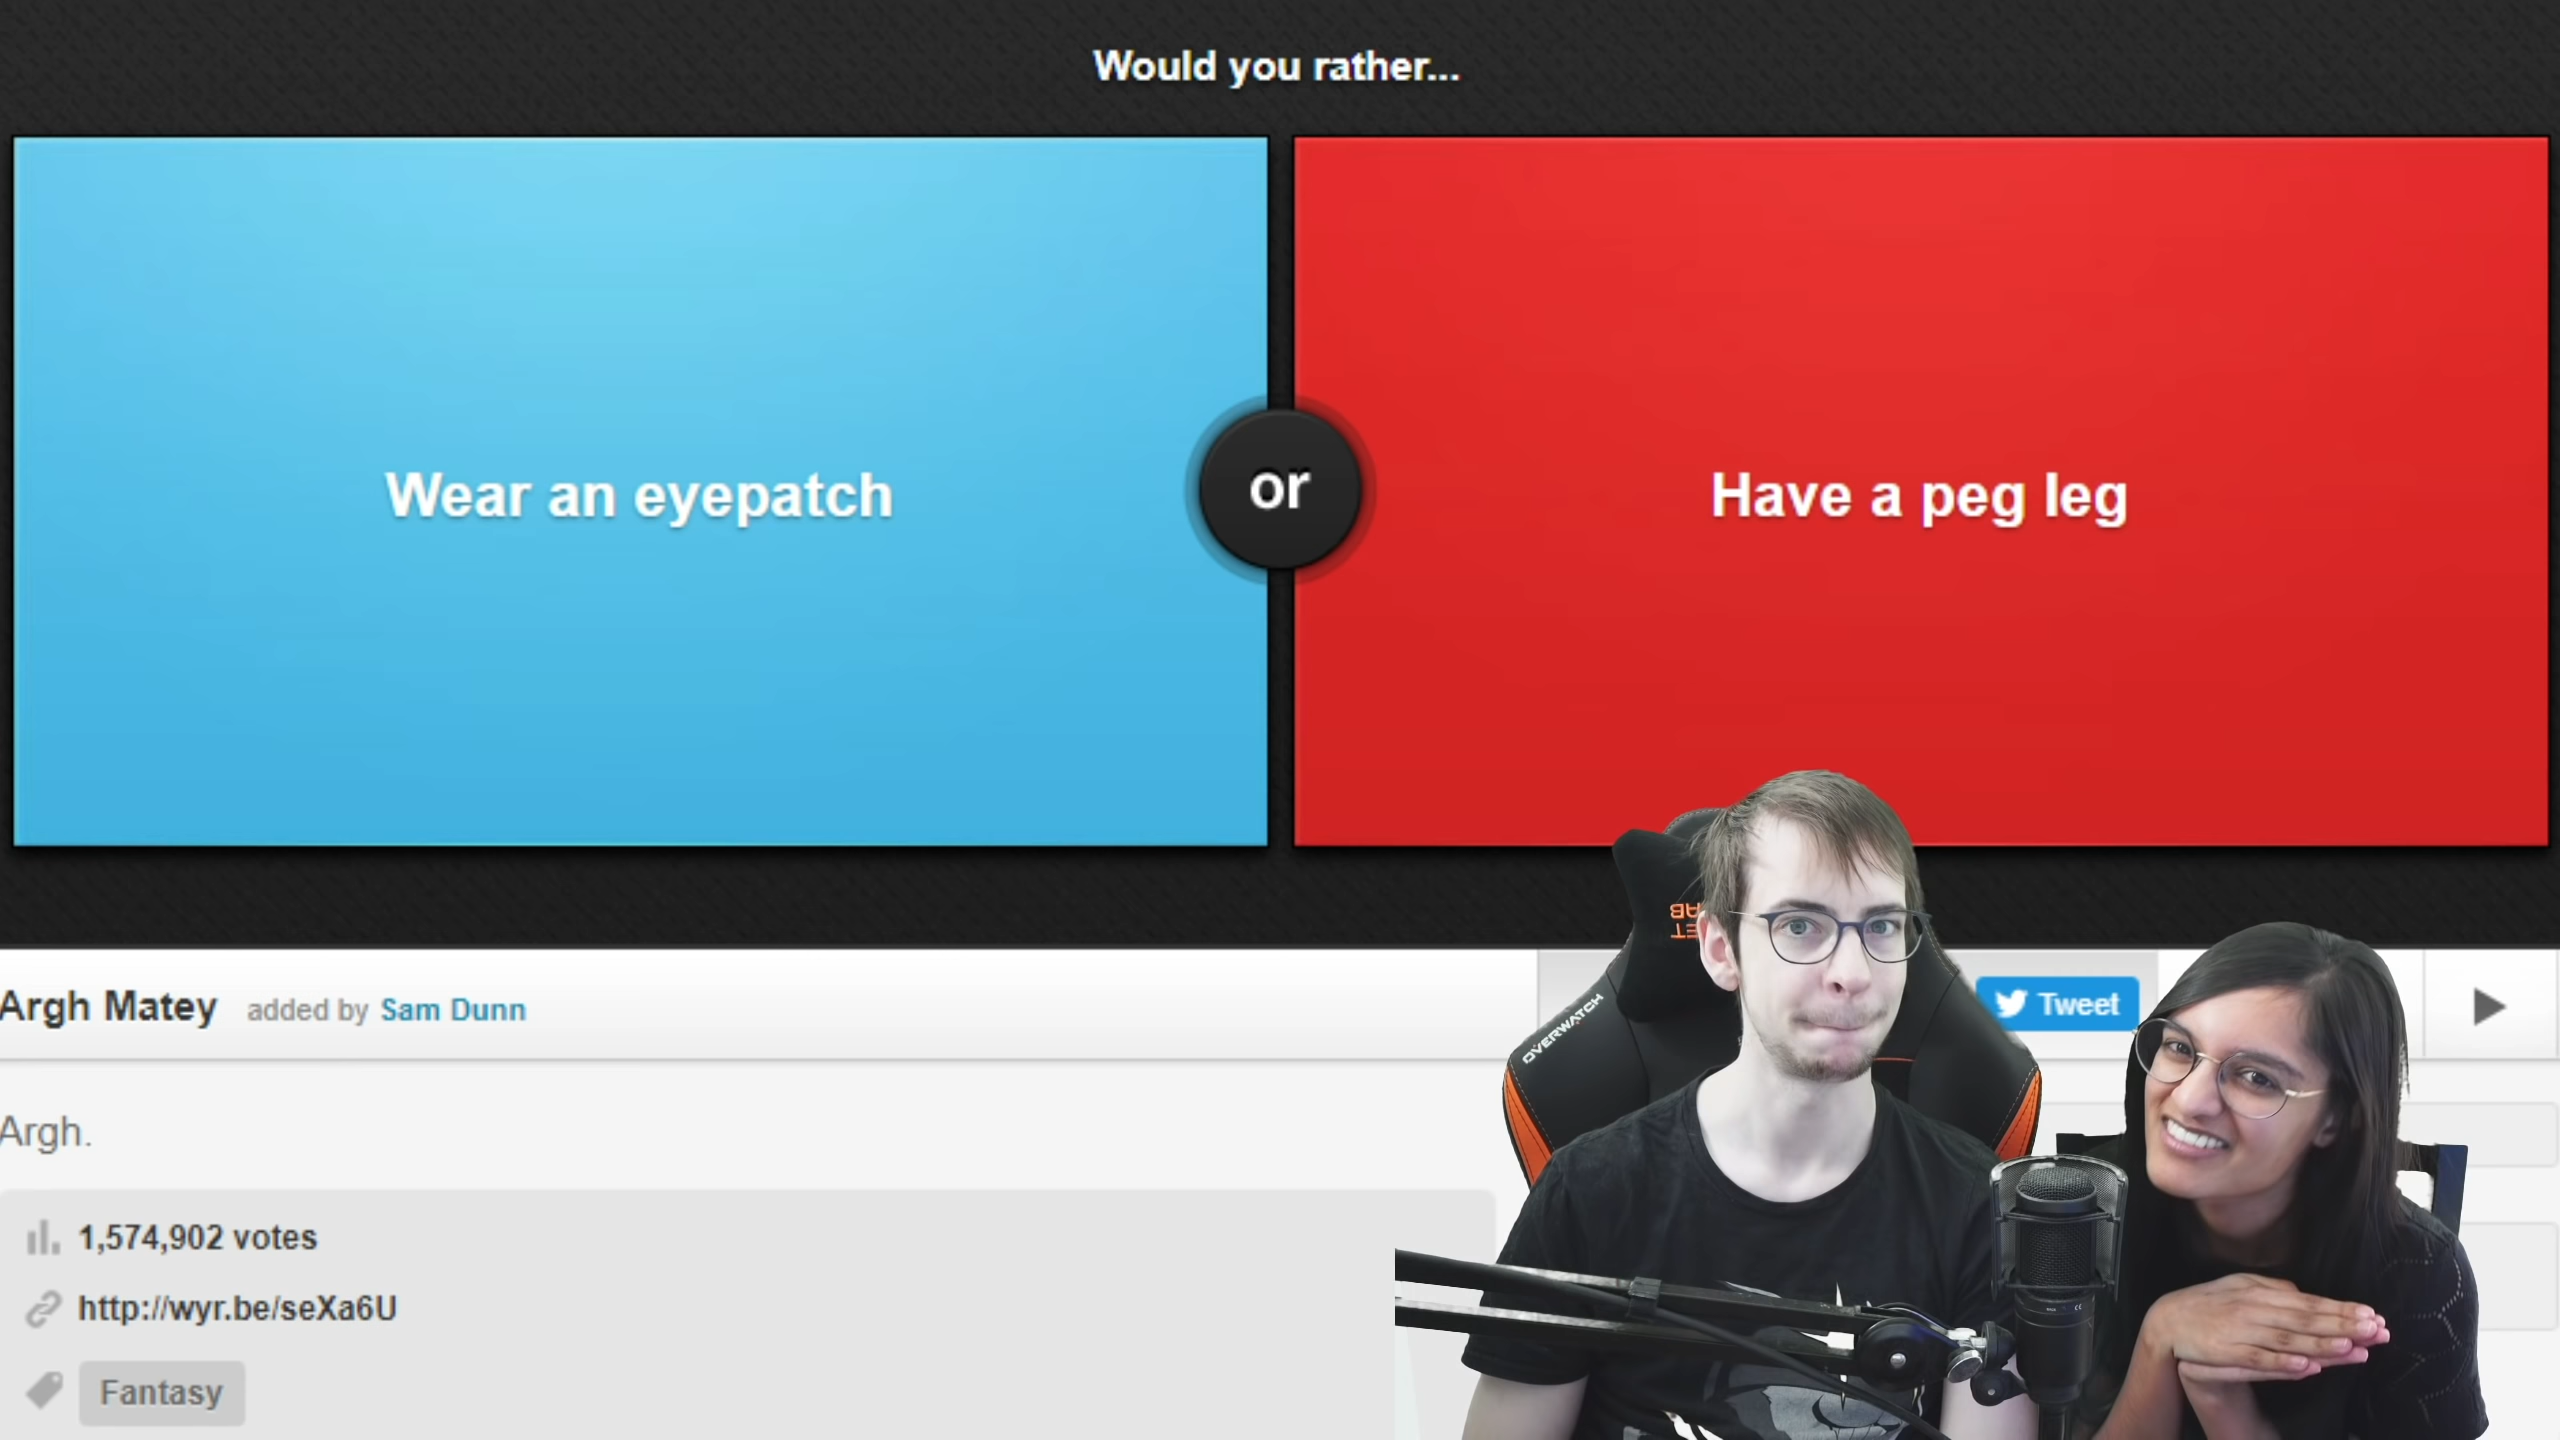 Would you rather...
Wear an eyepatch
or
Have a peg leg
Argh Matey added by Sam Dunn
Tweet
Argh.
1,574,902 votes
http://wyr.be/seXa6U
Fantasy
OVERWATCH